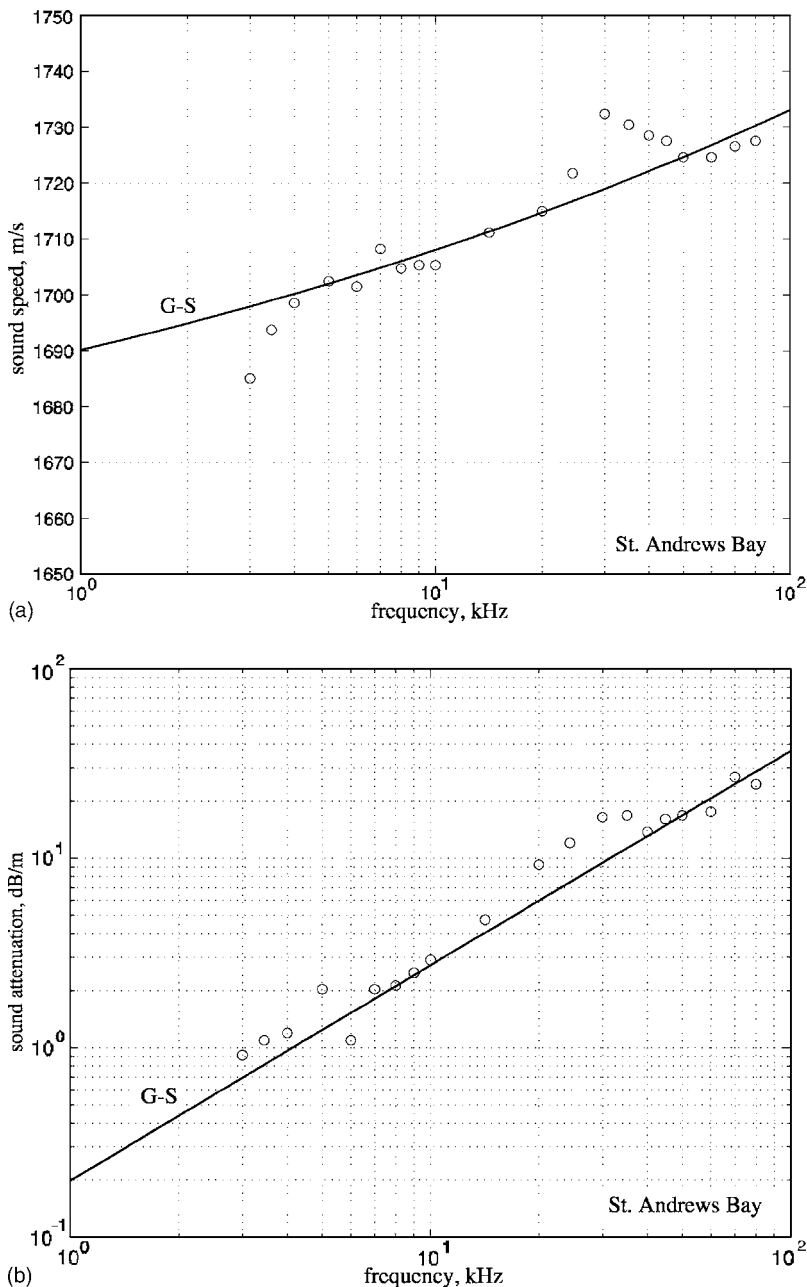 1750
1740
1730
1720
1710
1700
1690
1680
1670
1660
1650
sound speed, m/s
G-S
St. Andrews Bay
10^0
10^1
10^2
frequency, kHz
(a)
10^2
10^1
10^0
10^-1
sound attenuation, dB/m
G-S
St. Andrews Bay
10^0
10^1
10^2
frequency, kHz
(b)